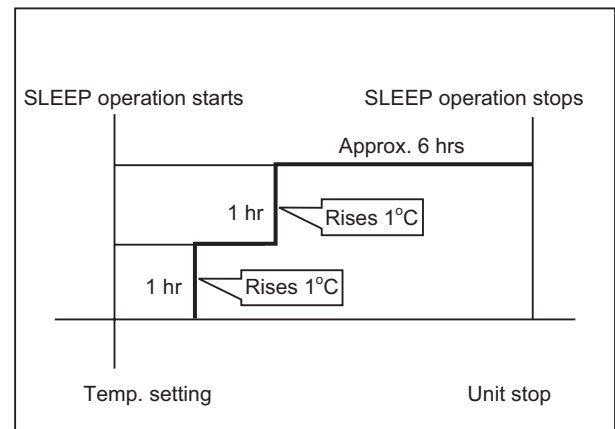 SLEEP operation starts
SLEEP operation stops
Approx. 6 hrs
1 hr
Rises 1°C
1 hr
Rises 1°C
Temp. setting
Unit stop